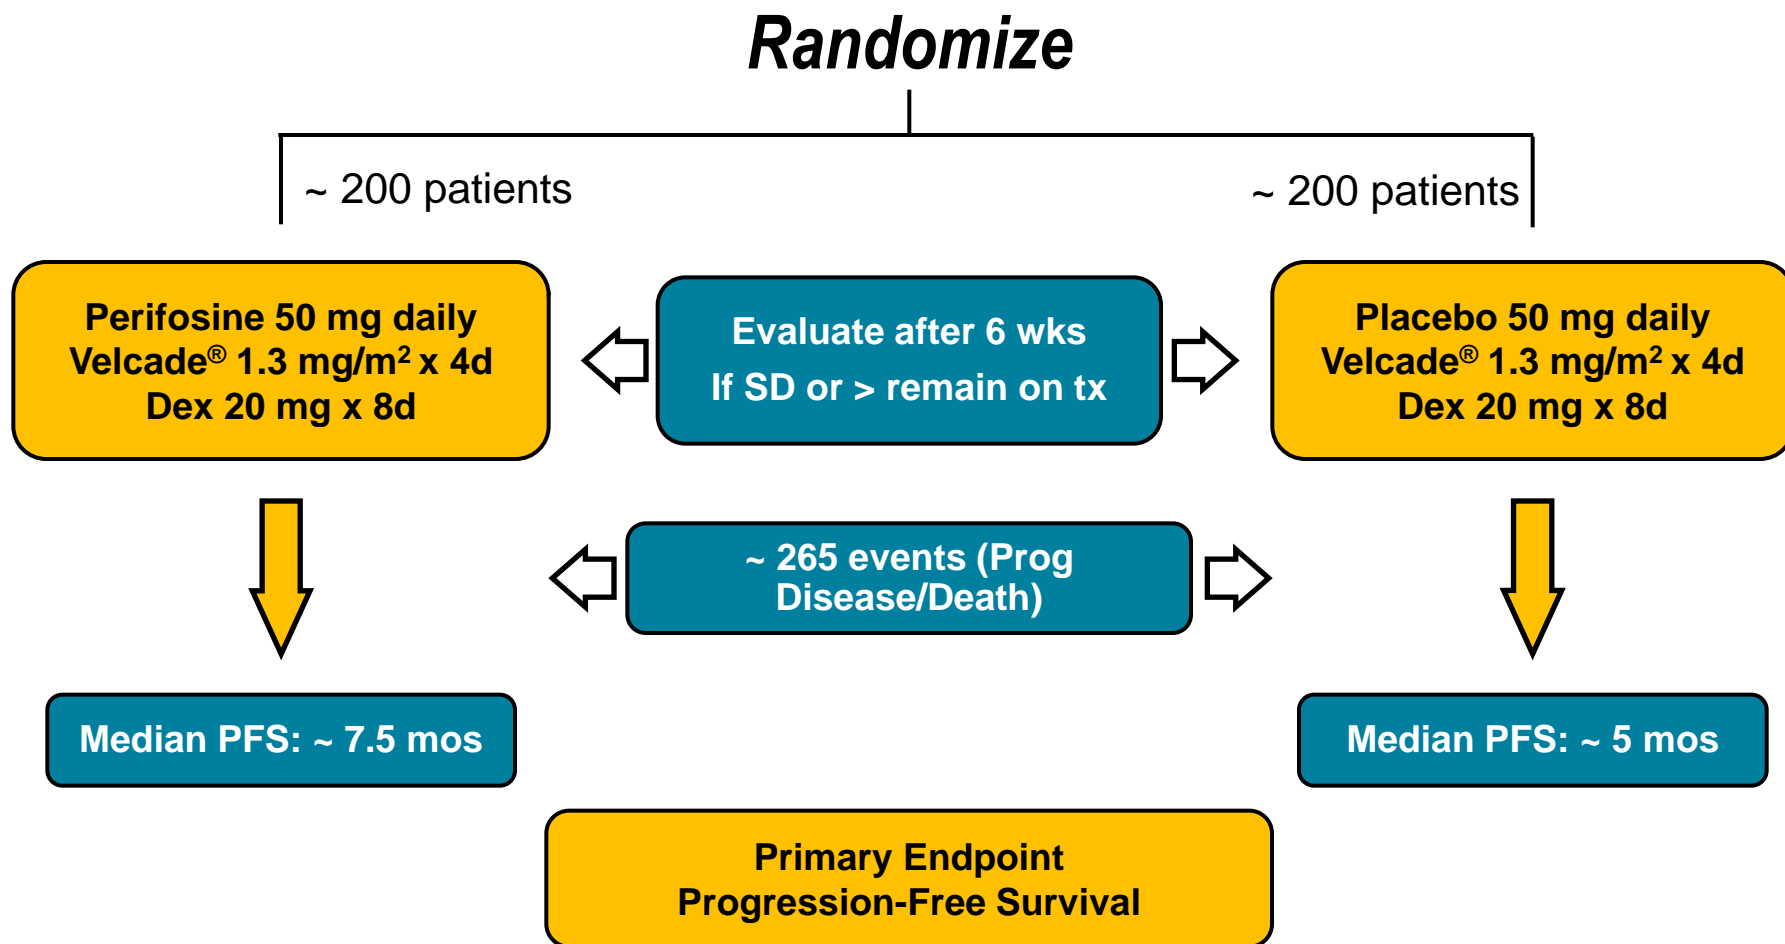 Randomize
~ 200 patients
~ 200 patients
Perifosine 50 mg daily
Velcade® 1.3 mg/m² x 4d
Dex 20 mg x 8d
Evaluate after 6 wks
If SD or > remain on tx
Placebo 50 mg daily
Velcade® 1.3 mg/m² x 4d
Dex 20 mg x 8d
~ 265 events (Prog
Disease/Death)
Median PFS: ~ 7.5 mos
Median PFS: ~ 5 mos
Primary Endpoint
Progression-Free Survival